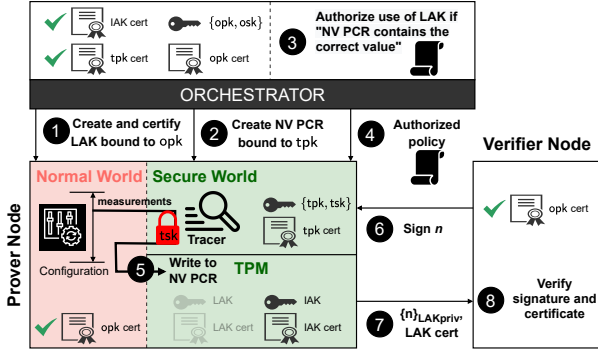 IAK cert
{opk, osk}
tpk cert
opk cert
3
Authorize use of LAK if
"NV PCR contains the
correct value"
ORCHESTRATOR
1
Create and certify
LAK bound to opk
2
Create NV PCR
bound to tpk
4
Authorized
policy
Verifier Node
Prover Node
Normal World
Secure World
measurements
{tpk, tsk}
tsk
Tracer
tpk cert
Configuration
5
Write to
NV PCR
TPM
LAK
IAK
LAK cert
IAK cert
opk cert
6
Sign n
opk cert
7
{n}LAKpriv,
LAK cert
8
Verify
signature and
certificate